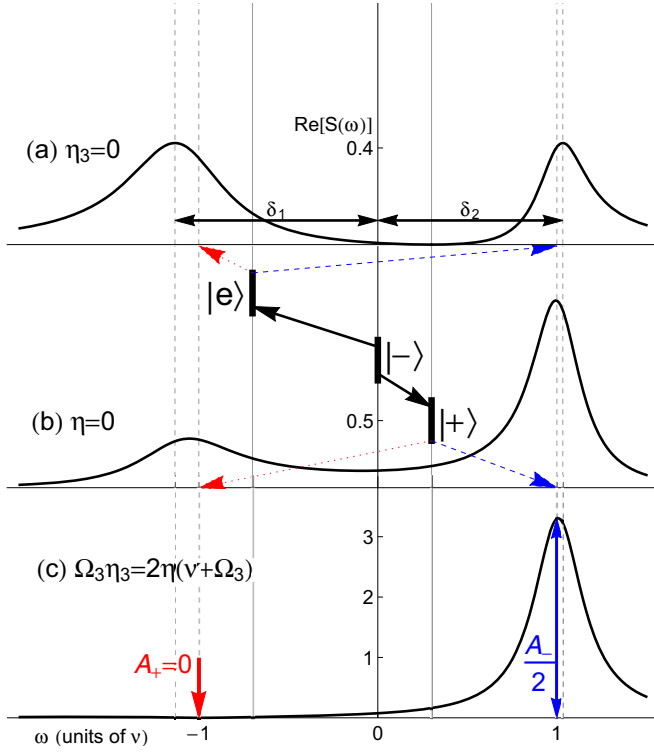 Re[S(ω)]
(a) η₃=0
0.4
δ₁
δ₂
|e⟩
|−⟩
|+⟩
(b) η=0
0.5
(c) Ω₃η₃=2η(ν+Ω₃)
3
2
1
A₊=0
A₋
2
ω (units of ν)
−1
0
1